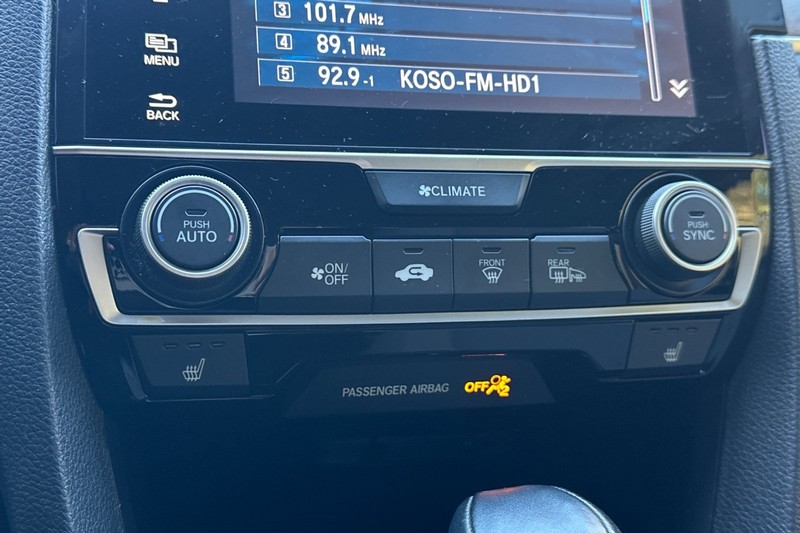 3 101.7 MHz
4 89.1 MHz
5 92.9-1 KOSO-FM-HD1
MENU
BACK
CLIMATE
PUSH
AUTO
ON/
OFF
FRONT
REAR
PUSH
SYNC
PASSENGER AIRBAG OFF 2